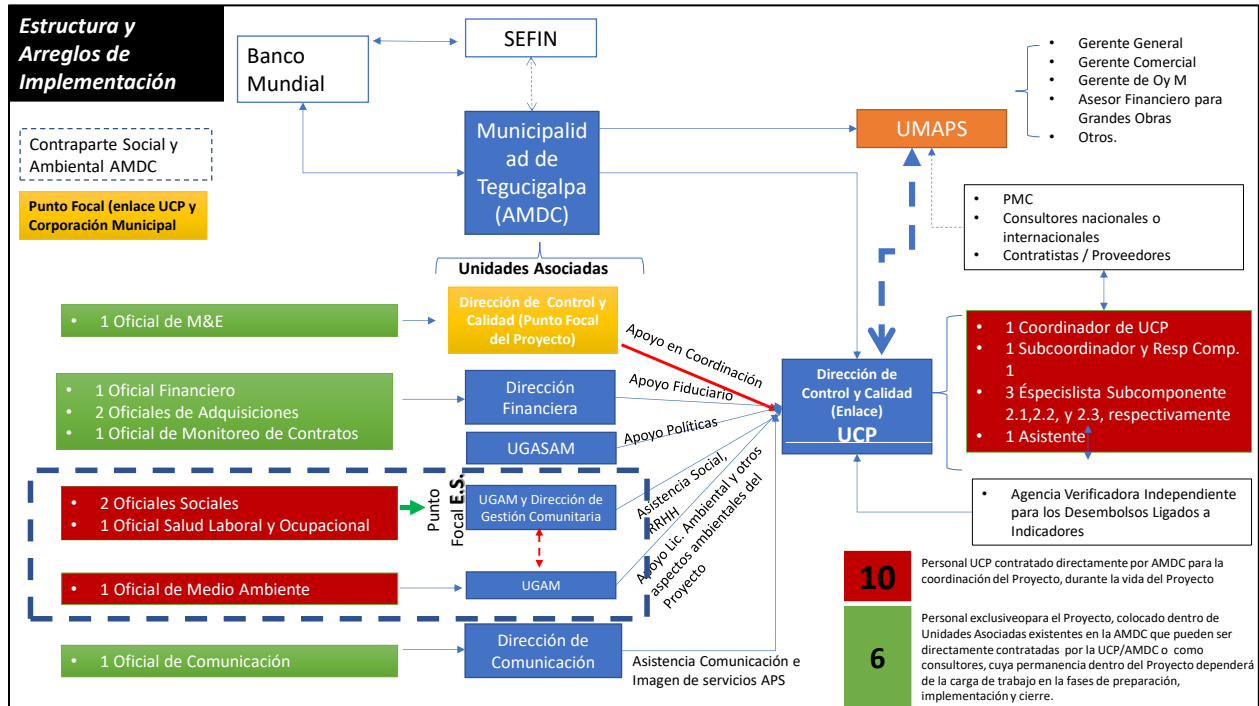 Estructura y
Arreglos de
Implementación
Banco
Mundial
SEFIN
Municipalid
ad de
Tegucigalpa
(AMDC)
UMAPS
• Gerente General
• Gerente Comercial
• Gerente de Oy M
• Asesor Financiero para
Grandes Obras
• Otros.
Contraparte Social y
Ambiental AMDC
Punto Focal (enlace UCP y
Corporación Municipal
• PMC
• Consultores nacionales o
internacionales
• Contratistas / Proveedores
Unidades Asociadas
• 1 Oficial de M&E
Dirección de Control y
Calidad (Punto Focal
del Proyecto)
Apoyo en Coordinación
• 1 Oficial Financiero
• 2 Oficiales de Adquisiciones
• 1 Oficial de Monitoreo de Contratos
Dirección
Financiera
Apoyo Fiduciario
UGASAM
Apoyo Políticas
Dirección de
Control y Calidad
(Enlace)
UCP
• 1 Coordinador de UCP
• 1 Subcoordinador y Resp Comp.
1
• 3 Éspecilista Subcomponente
2.1,2.2, y 2.3, respectivamente
• 1 Asistente
• 2 Oficiales Sociales
• 1 Oficial Salud Laboral y Ocupacional
Punto
Focal E.S.
UGAM y Dirección de
Gestión Comunitaria
Asistencia Social,
RRHH
• 1 Oficial de Medio Ambiente
UGAM
Apoyo Lic. Ambiental y otros
aspectos ambientales del
Proyecto
• Agencia Verificadora Independiente
para los Desembolsos Ligados a
Indicadores
10
Personal UCP contratado directamente por AMDC para la
coordinación del Proyecto, durante la vida del Proyecto
• 1 Oficial de Comunicación
Dirección de
Comunicación
Asistencia Comunicación e
Imagen de servicios APS
6
Personal exclusiveopara el Proyecto, colocado dentro de
Unidades Asociadas existentes en la AMDC que pueden ser
directamente contratadas por la UCP/AMDC o como
consultores, cuya permanencia dentro del Proyecto dependerá
de la carga de trabajo en la fases de preparación,
implementación y cierre.